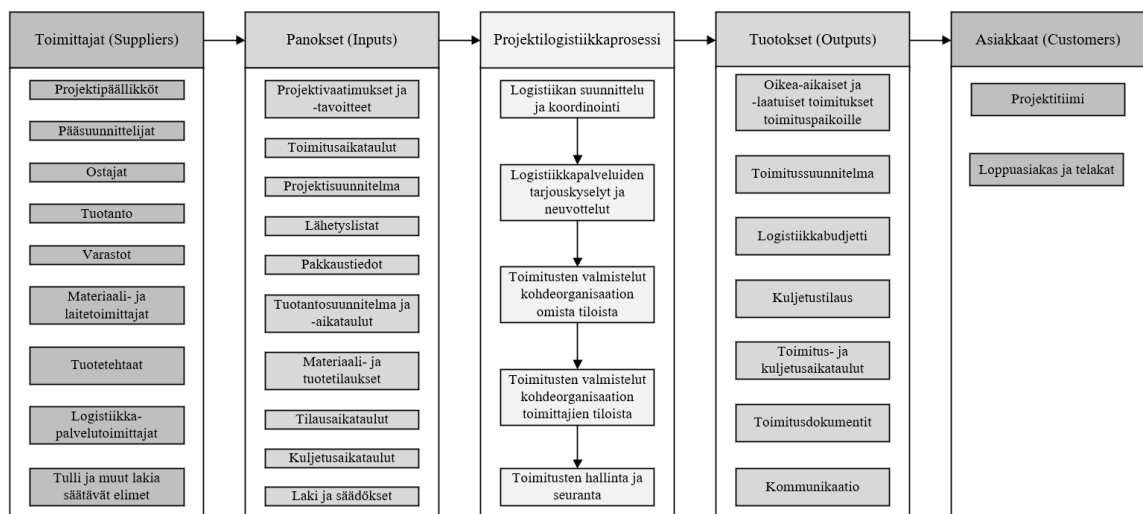 Toimittajat (Suppliers)
Projektipäälliköt
Pääsuunnittelijat
Ostajat
Tuotanto
Varastot
Materiaali- ja
laitetoimittajat
Tuotetehtaat
Logistiikka-
palvelutoimittajat
Tulli ja muut lakia
säätävät elimet
Panokset (Inputs)
Projektivaatimukset ja
-tavoitteet
Toimitusaikataulut
Projektisuunnitelma
Lähetyslistat
Pakkaustiedot
Tuotantosuunnitelma ja
-aikataulut
Materiaali- ja
tuotetilaukset
Tilausaikataulut
Kuljetusaikataulut
Laki ja säädökset
Projektilogistiikkaprosessi
Logistiikan suunnittelu
ja koordinointi
Logistiikkapalveluiden
tarjouskyselyt ja
neuvottelut
Toimitusten valmistelut
kohdeorganisaation
omista tiloista
Toimitusten valmistelut
kohdeorganisaation
toimittajien tiloista
Toimitusten hallinta ja
seuranta
Tuotokset (Outputs)
Oikea-aikaiset ja
-laatuiset toimitukset
toimituspaikoille
Toimitussuunnitelma
Logistiikkabudjetti
Kuljetustilaus
Toimitus- ja
kuljetusaikataulut
Toimitusdokumentit
Kommunikaatio
Asiakkaat (Customers)
Projektitiimi
Loppuasiakas ja telakat